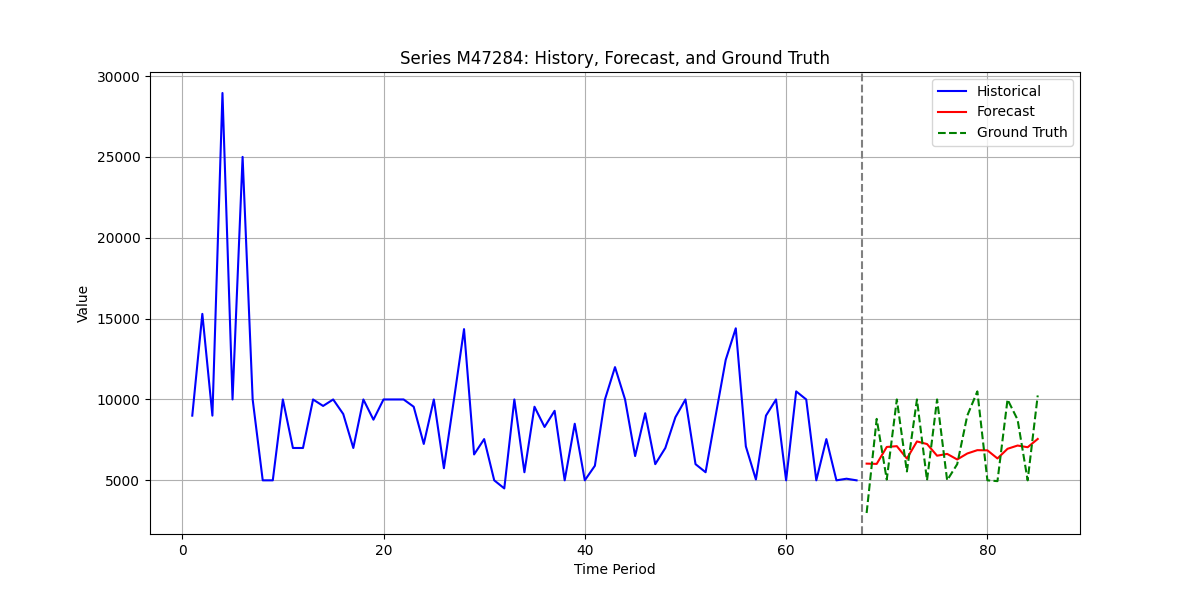 Series M47284: History, Forecast, and Ground Truth
30000
25000
20000
15000
10000
5000
Value
Historical
Forecast
Ground Truth
0
20
40
60
80
Time Period